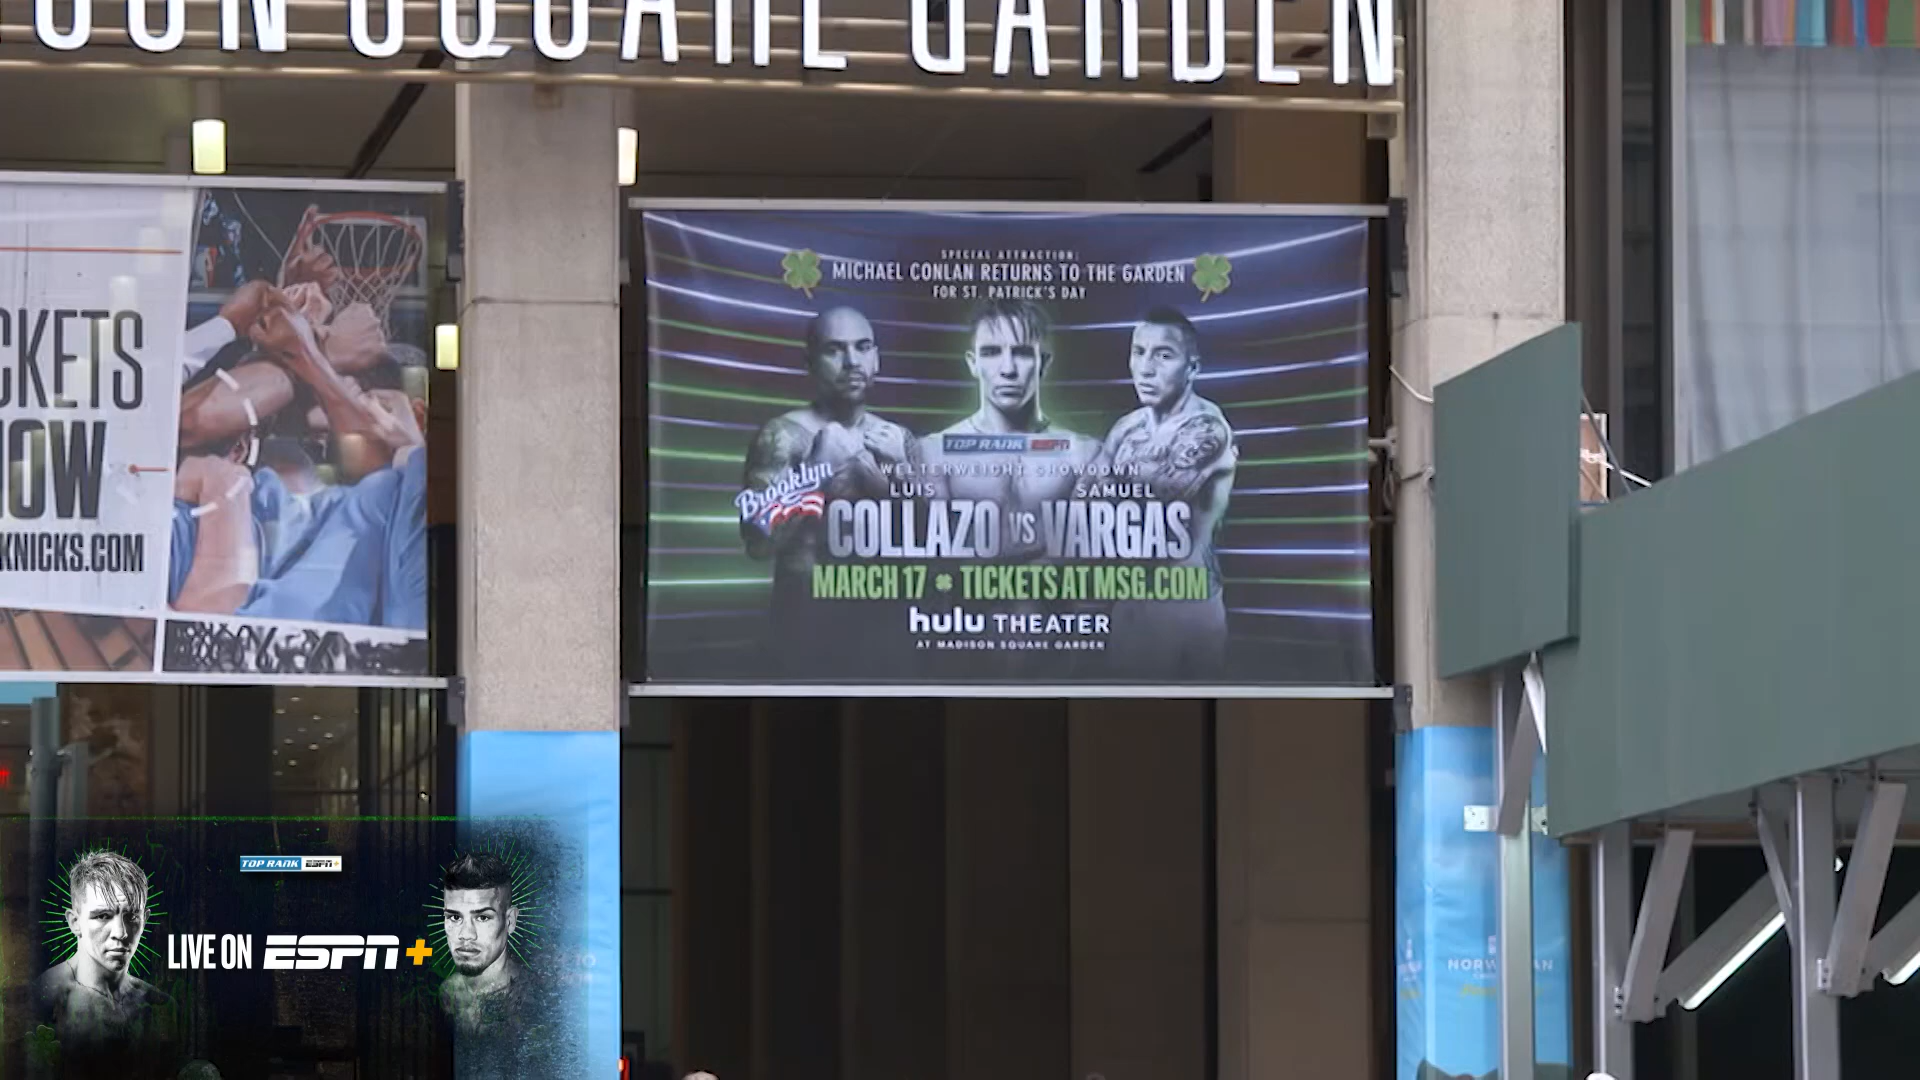 SQUARE GARDEN
CKETS
NOW
KNICKS.COM
SPECIAL ATTRACTION:
MICHAEL CONLAN RETURNS TO THE GARDEN
FOR ST. PATRICK'S DAY
TOP RANK ESPN
WELTERWEIGHT SHOWDOWN
LUIS SAMUEL
Brooklyn
COLLAZO VS VARGAS
MARCH 17 TICKETS AT MSG.COM
hulu THEATER
AT MADISON SQUARE GARDEN
TOP RANK ESPN+
LIVE ON ESPN+